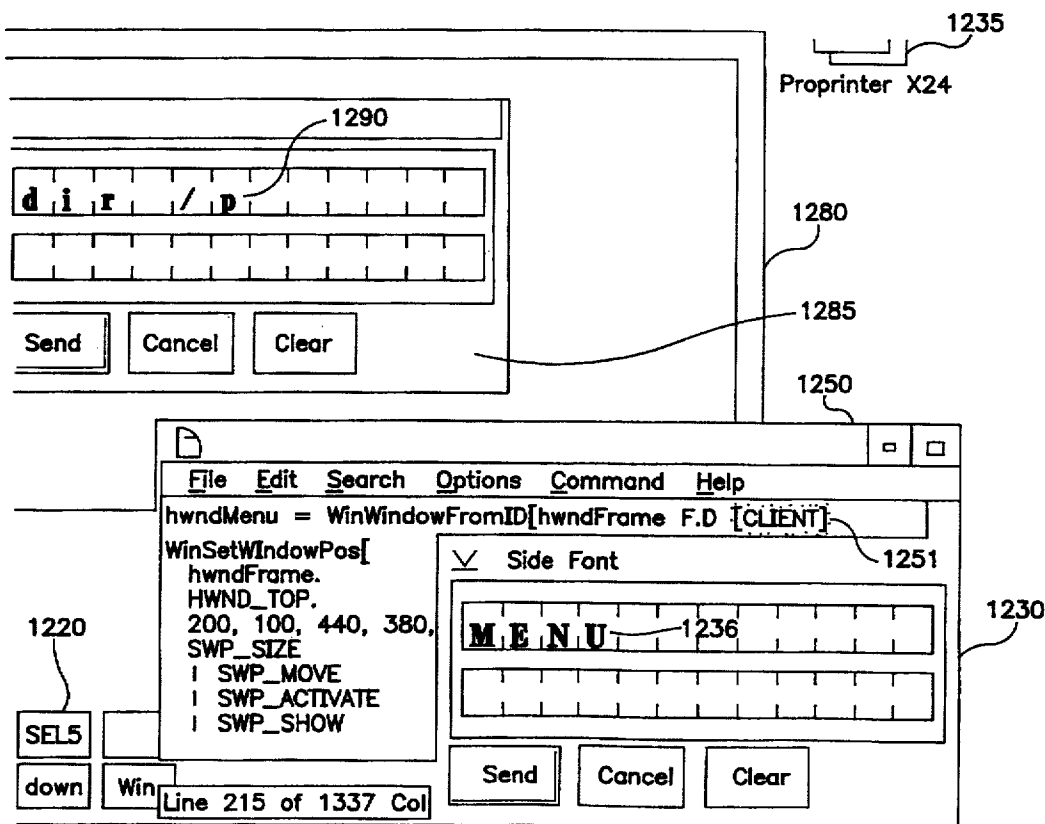 1235
Proprinter X24
1290
dir /p
1280
Send Cancel Clear
1285
1250
File Edit Search Options Command Help
hwndMenu = WinWindowFromID[hwndFrame F.D [CLIENT]
1251
WinSetWIndowPos[
hwndFrame.
HWND_TOP.
200, 100, 440, 380,
SWP_SIZE
| SWP_MOVE
| SWP_ACTIVATE
| SWP_SHOW
Side Font
MENU
1236
1230
1220
SEL5
down Win
Send Cancel Clear
Line 215 of 1337 Col